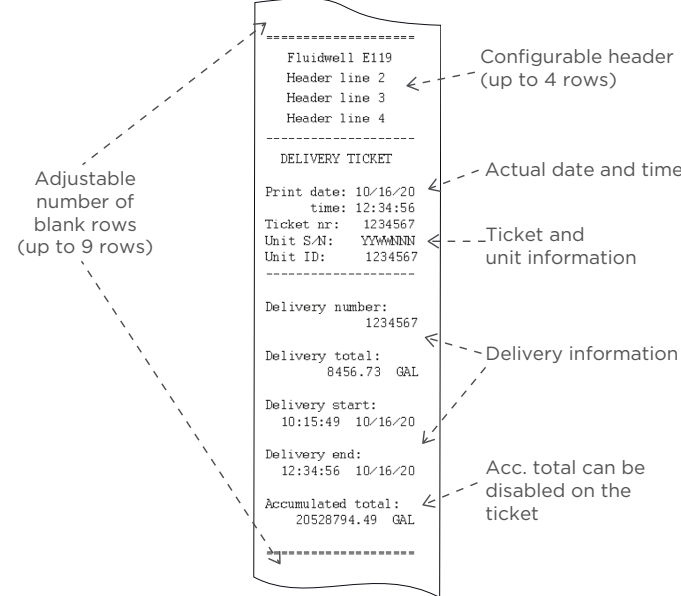 ====================
Fluidwell E119
Header line 2
Header line 3
Header line 4
--------------------
DELIVERY TICKET
Print date: 10/16/20
time: 12:34:56
Ticket nr: 1234567
Unit S/N: YYWWNNN
Unit ID: 1234567
--------------------
Delivery number:
1234567
Delivery total:
8456.73 GAL
Delivery start:
10:15:49 10/16/20
Delivery end:
12:34:56 10/16/20
Accumulated total:
20528794.49 GAL
====================
Adjustable
number of
blank rows
(up to 9 rows)
Configurable header
(up to 4 rows)
Actual date and time
Ticket and
unit information
Delivery information
Acc. total can be
disabled on the
ticket